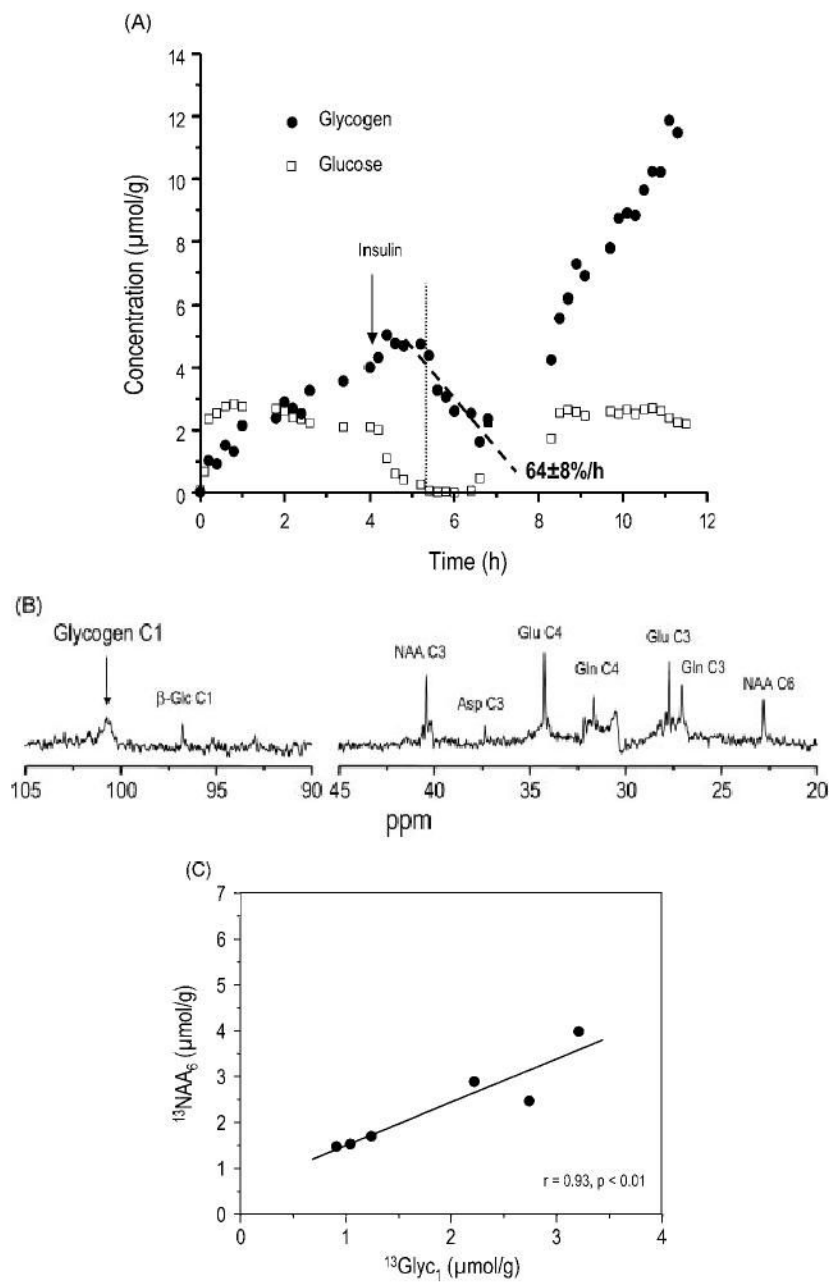 (A)
14
12
10
8
6
4
2
0
Concentration (µmol/g)
Glycogen
Glucose
Insulin
64±8%/h
0 2 4 6 8 10 12
Time (h)
(B)
Glycogen C1
β-Glc C1
NAA C3
Asp C3
Glu C4
Gln C4
Glu C3
Gln C3
NAA C6
105 100 95 90 45 40 35 30 25 20
ppm
(C)
7
6
5
4
3
2
1
0
¹³NAA₆ (µmol/g)
r = 0.93, p < 0.01
0 1 2 3 4
¹³Glyc₁ (µmol/g)